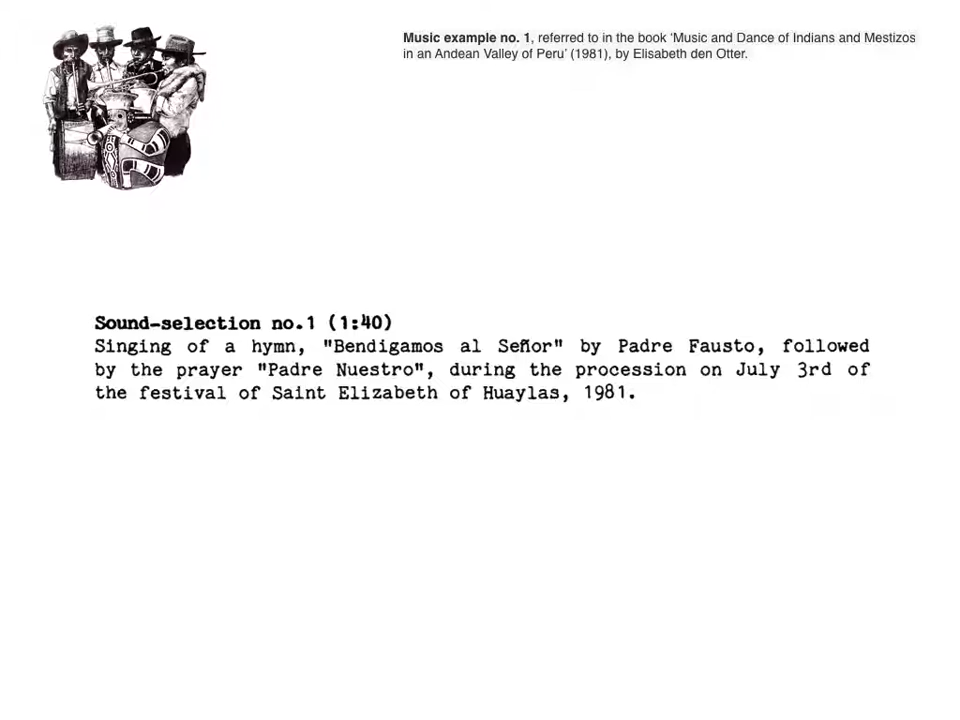 Music example no. 1, referred to in the book ‘Music and Dance of Indians and Mestizos
in an Andean Valley of Peru’ (1981), by Elisabeth den Otter.
Sound-selection no.1 (1:40)
Singing of a hymn, "Bendigamos al Señor" by Padre Fausto, followed
by the prayer "Padre Nuestro", during the procession on July 3rd of
the festival of Saint Elizabeth of Huaylas, 1981.